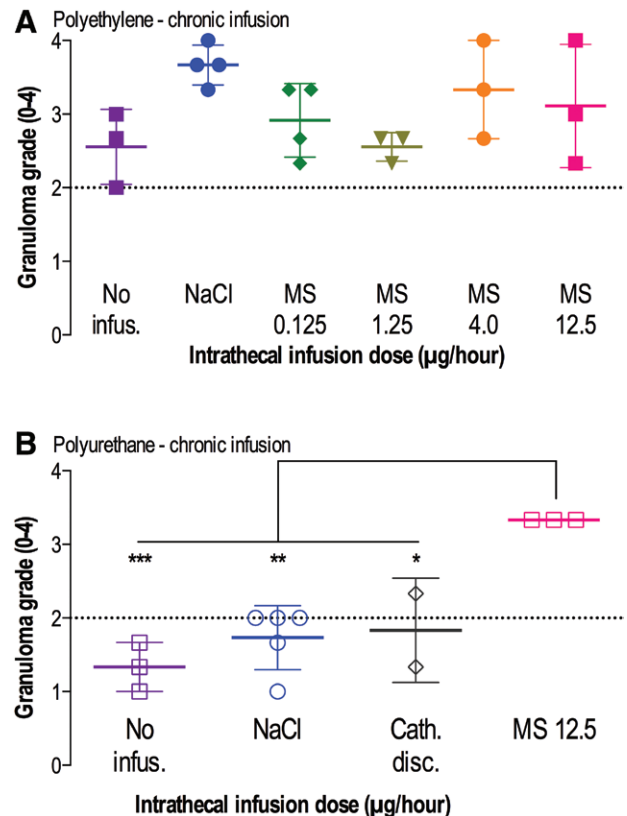 A Polyethylene - chronic infusion
4
3
2
1
0
Granuloma grade (0-4)
No infus.
NaCl
MS 0.125
MS 1.25
MS 4.0
MS 12.5
Intrathecal infusion dose (µg/hour)
B Polyurethane - chronic infusion
4
3
2
1
0
Granuloma grade (0-4)
***
**
*
No infus.
NaCl
Cath. disc.
MS 12.5
Intrathecal infusion dose (µg/hour)